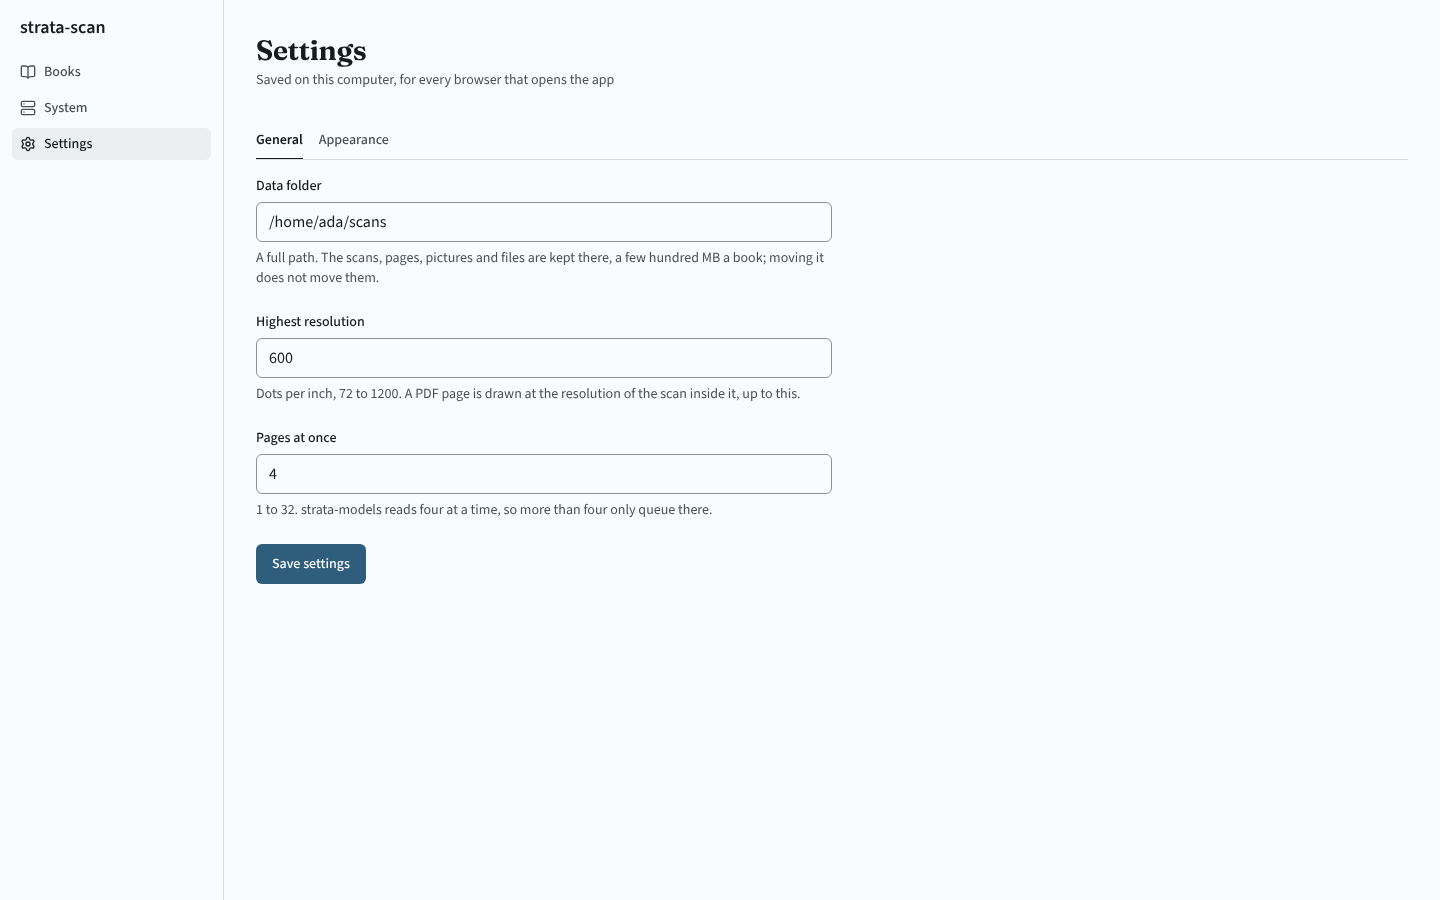 strata-scan
Books
System
Settings
Settings
Saved on this computer, for every browser that opens the app
General
Appearance
Data folder
/home/ada/scans
A full path. The scans, pages, pictures and files are kept there, a few hundred MB a book; moving it
does not move them.
Highest resolution
600
Dots per inch, 72 to 1200. A PDF page is drawn at the resolution of the scan inside it, up to this.
Pages at once
4
1 to 32. strata-models reads four at a time, so more than four only queue there.
Save settings